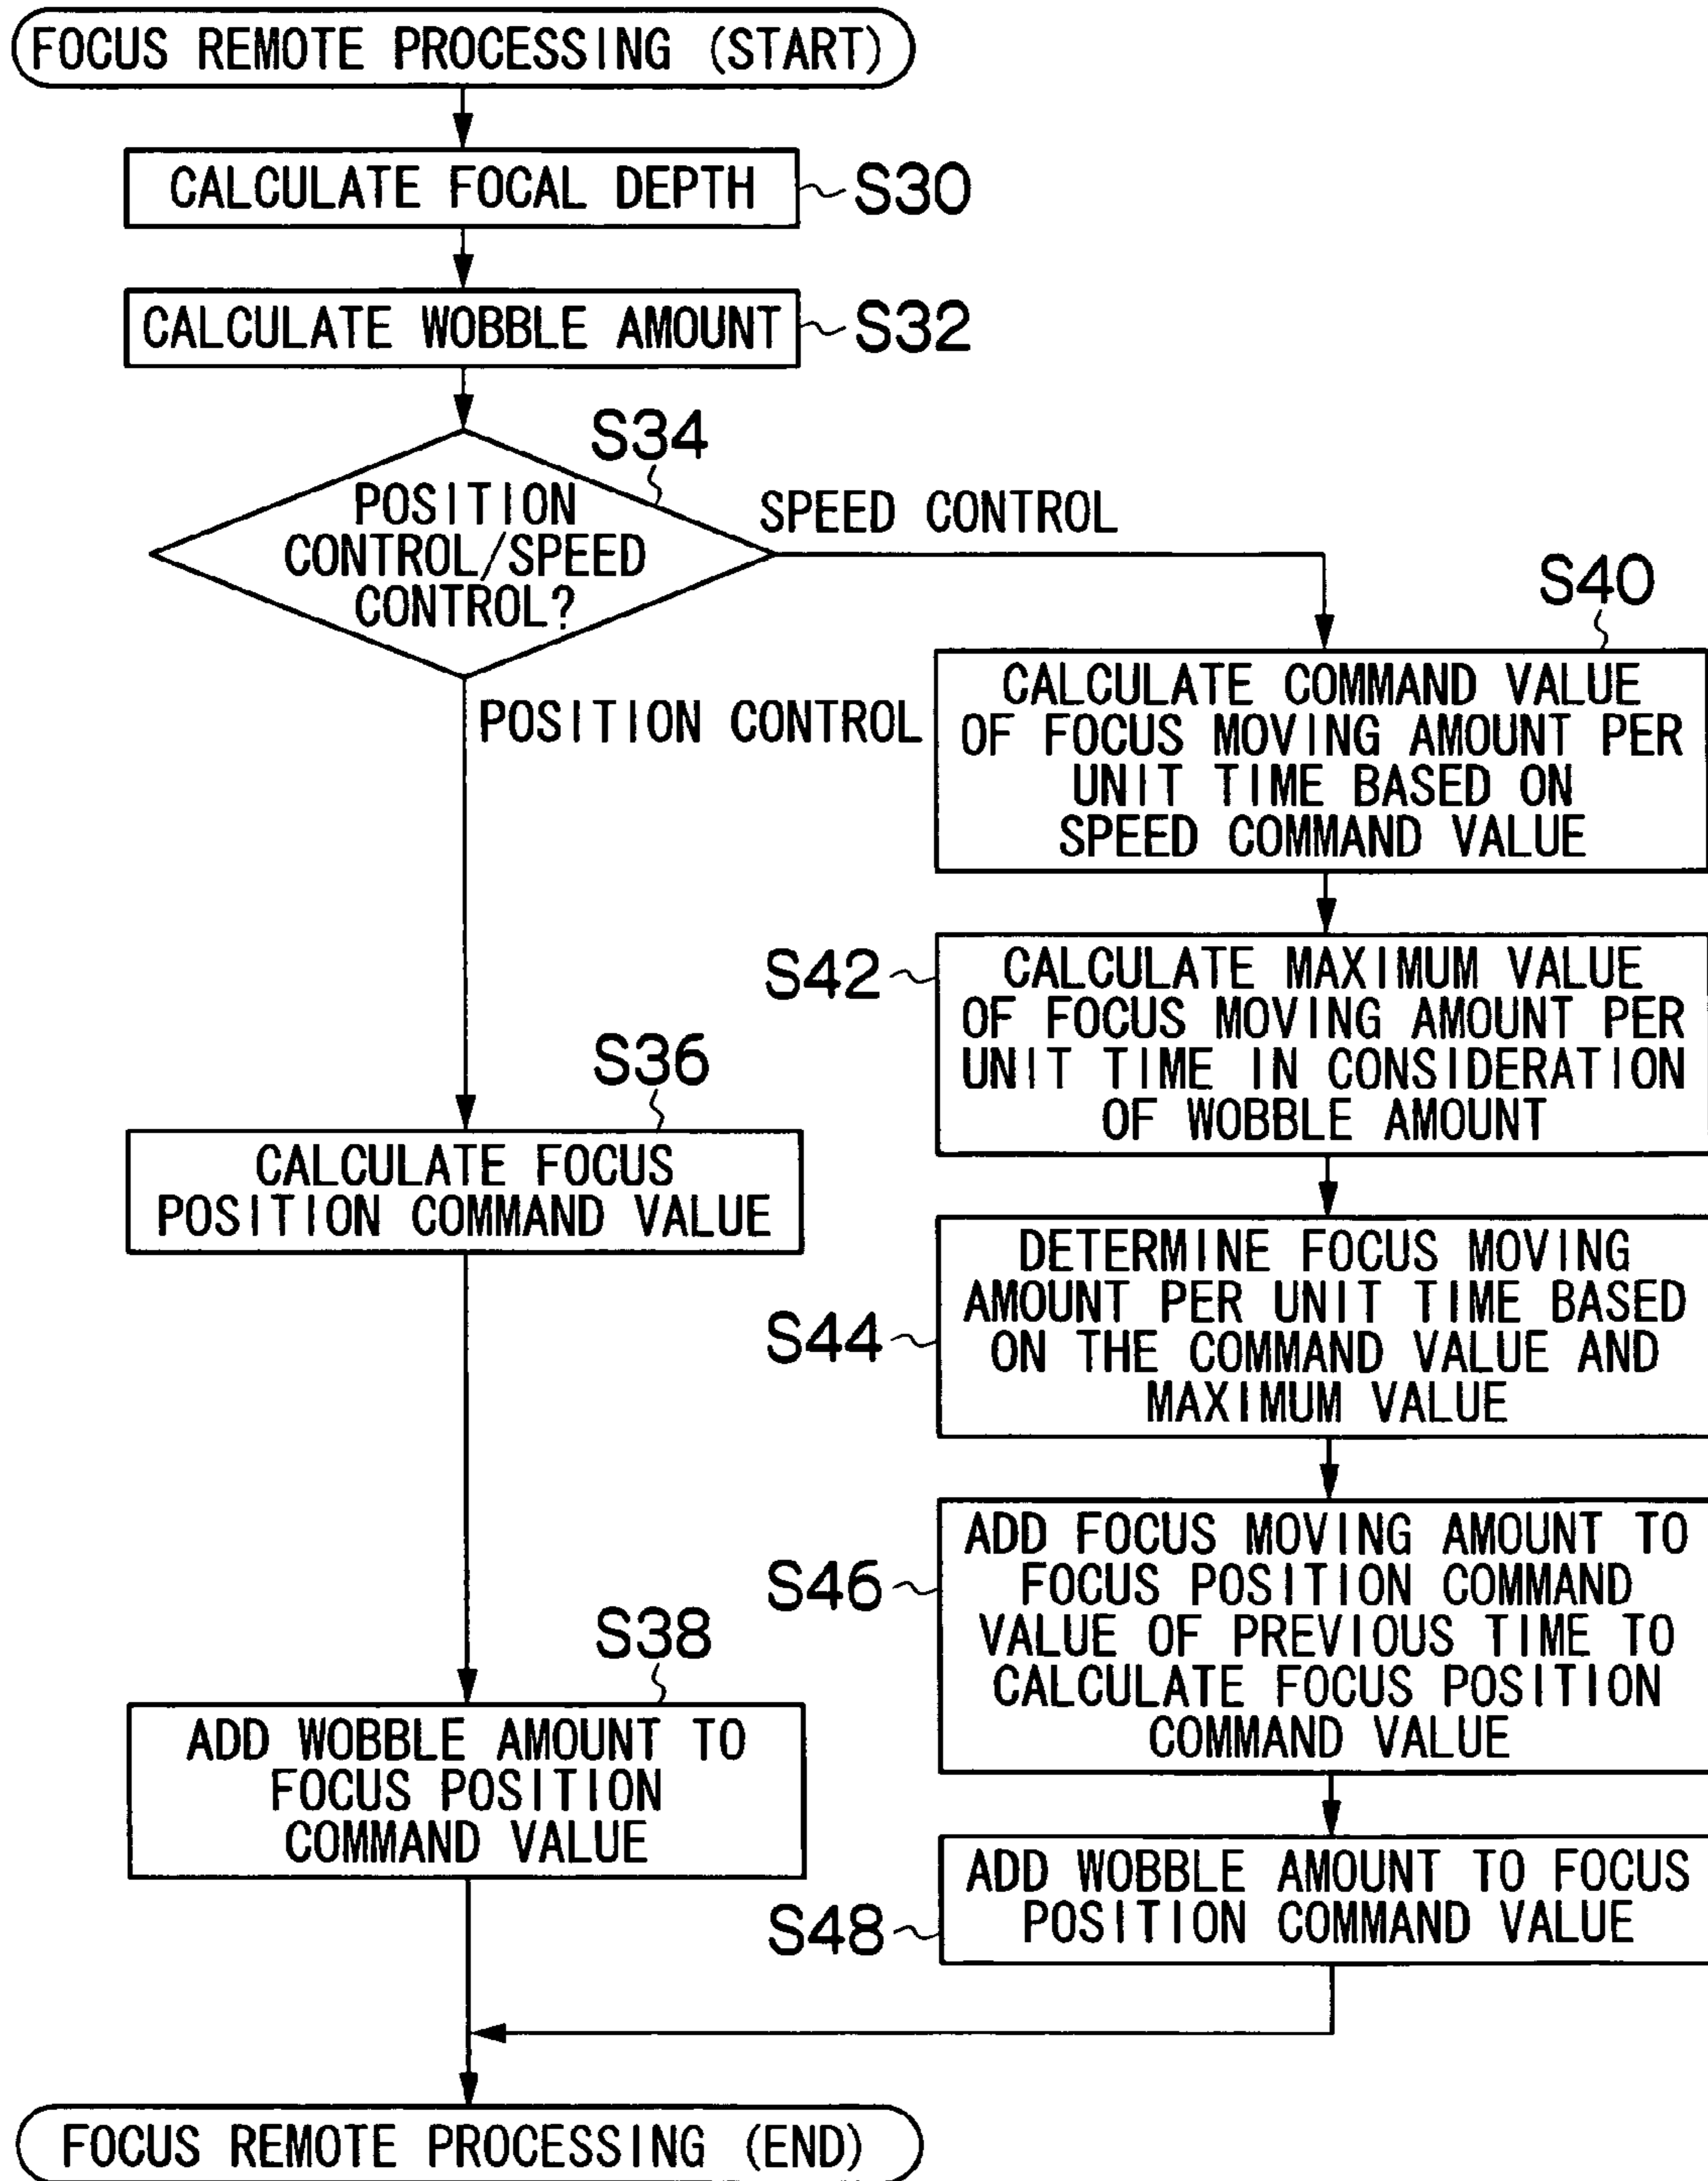 FOCUS REMOTE PROCESSING (START)
CALCULATE FOCAL DEPTH
S30
CALCULATE WOBBLE AMOUNT
S32
S34
POSITION
CONTROL/SPEED
CONTROL?
SPEED CONTROL
POSITION CONTROL
S40
CALCULATE COMMAND VALUE
OF FOCUS MOVING AMOUNT PER
UNIT TIME BASED ON
SPEED COMMAND VALUE
S42
CALCULATE MAXIMUM VALUE
OF FOCUS MOVING AMOUNT PER
UNIT TIME IN CONSIDERATION
OF WOBBLE AMOUNT
S36
CALCULATE FOCUS
POSITION COMMAND VALUE
S44
DETERMINE FOCUS MOVING
AMOUNT PER UNIT TIME BASED
ON THE COMMAND VALUE AND
MAXIMUM VALUE
S46
ADD FOCUS MOVING AMOUNT TO
FOCUS POSITION COMMAND
VALUE OF PREVIOUS TIME TO
CALCULATE FOCUS POSITION
COMMAND VALUE
S38
ADD WOBBLE AMOUNT TO
FOCUS POSITION
COMMAND VALUE
S48
ADD WOBBLE AMOUNT TO FOCUS
POSITION COMMAND VALUE
FOCUS REMOTE PROCESSING (END)